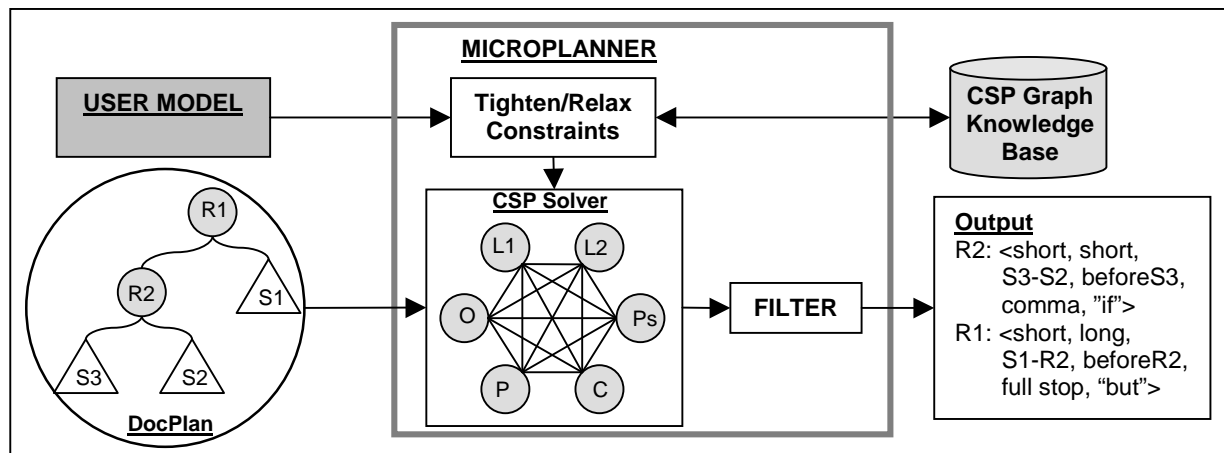 MICROPLANNER
USER MODEL
Tighten/Relax
Constraints
CSP Graph
Knowledge
Base
R1
R2
S1
S3
S2
DocPlan
CSP Solver
L1
L2
O
Ps
P
C
FILTER
Output
R2: <short, short,
S3-S2, beforeS3,
comma, ”if”>
R1: <short, long,
S1-R2, beforeR2,
full stop, “but”>